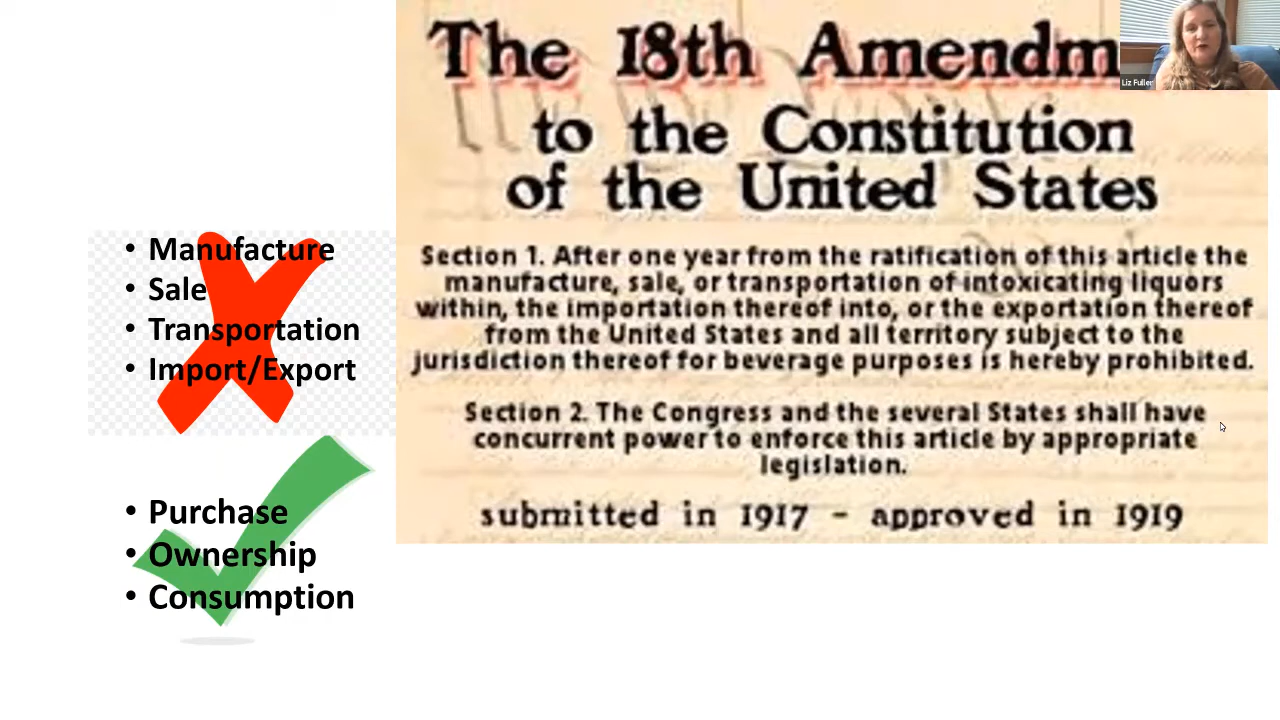 The 18th Amendm
to the Constitution
of the United States
Liz Fuller
• Manufacture
• Sale
• Transportation
• Import/Export
Section 1. After one year from the ratification of this article the
manufacture, sale, or transportation of intoxicating liquors
within, the importation thereof into, or the exportation thereof
from the United States and all territory subject to the
jurisdiction thereof for beverage purposes is hereby prohibited.
Section 2. The Congress and the several States shall have
concurrent power to enforce this article by appropriate
legislation.
submitted in 1917 - approved in 1919
• Purchase
• Ownership
• Consumption